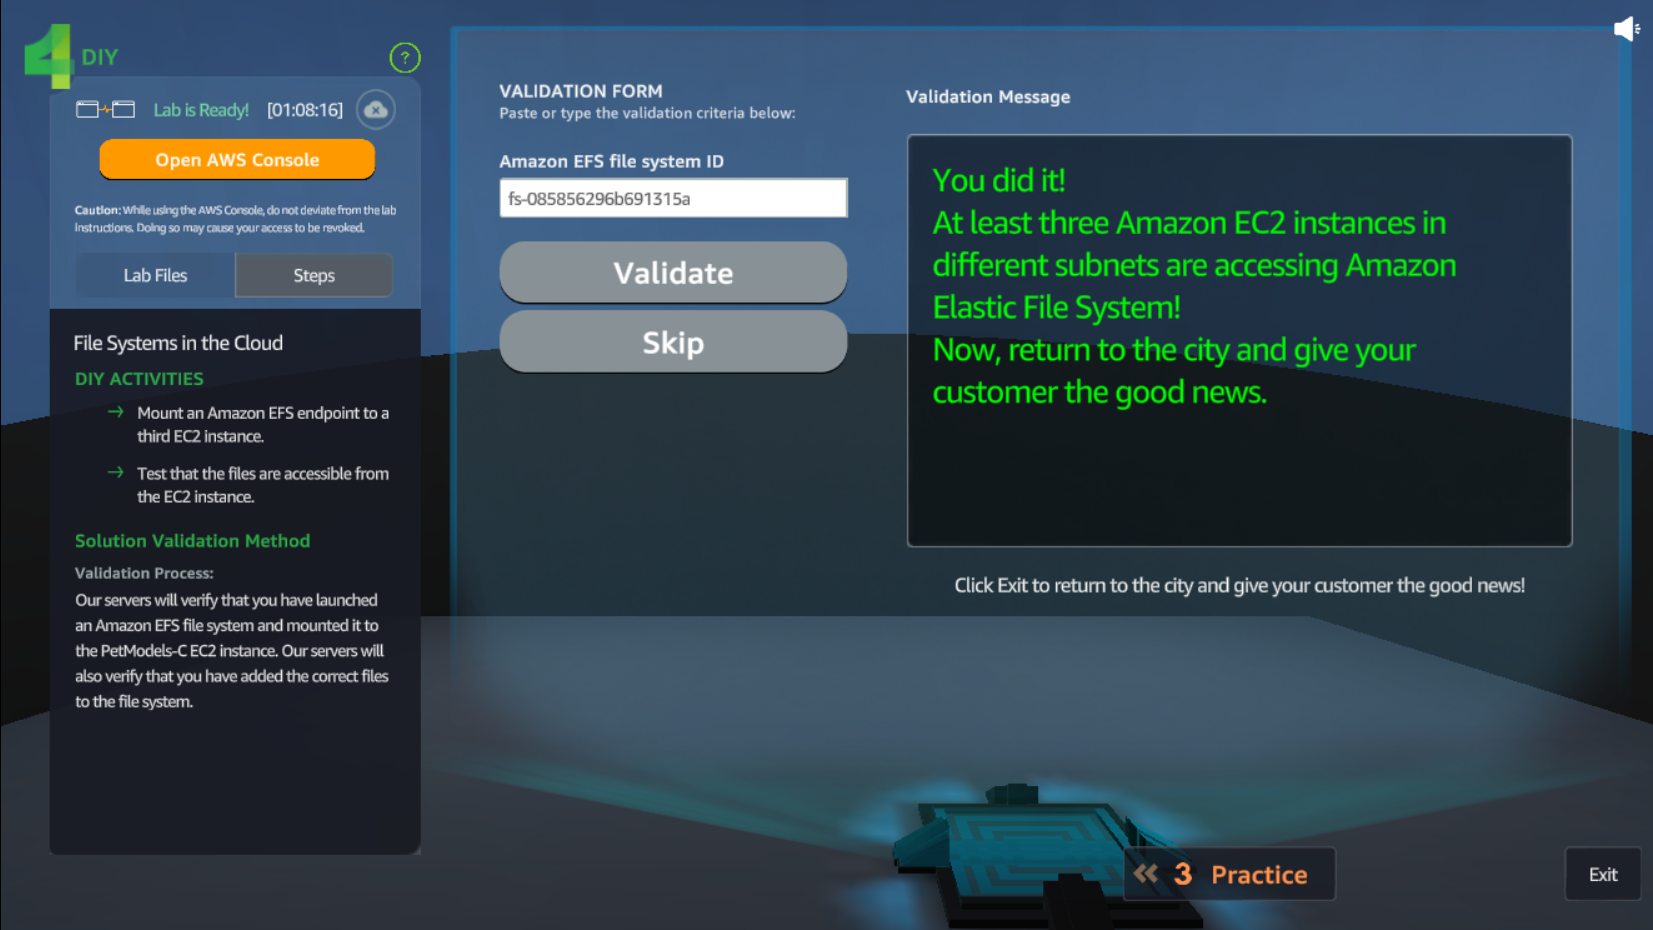 4 DIY
?
Lab is Ready! [01:08:16]
Open AWS Console
Caution: While using the AWS Console, do not deviate from the lab
instructions. Doing so may cause your access to be revoked.
Lab Files
Steps
File Systems in the Cloud
DIY ACTIVITIES
→ Mount an Amazon EFS endpoint to a
third EC2 instance.
→ Test that the files are accessible from
the EC2 instance.
Solution Validation Method
Validation Process:
Our servers will verify that you have launched
an Amazon EFS file system and mounted it to
the PetModels-C EC2 instance. Our servers will
also verify that you have added the correct files
to the file system.
VALIDATION FORM
Paste or type the validation criteria below:
Amazon EFS file system ID
fs-085856296b691315a
Validate
Skip
Validation Message
You did it!
At least three Amazon EC2 instances in
different subnets are accessing Amazon
Elastic File System!
Now, return to the city and give your
customer the good news.
Click Exit to return to the city and give your customer the good news!
« 3 Practice
Exit